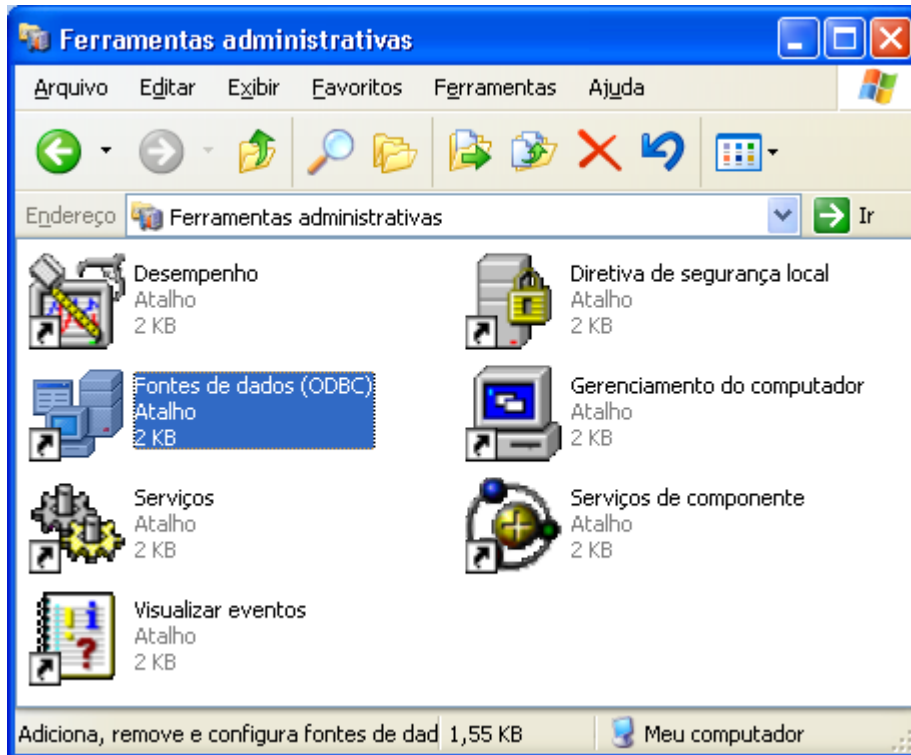 Ferramentas administrativas
Arquivo Editar Exibir Favoritos Ferramentas Ajuda
Endereço Ferramentas administrativas Ir
Desempenho
Atalho
2 KB
Diretiva de segurança local
Atalho
2 KB
Fontes de dados (ODBC)
Atalho
2 KB
Gerenciamento do computador
Atalho
2 KB
Serviços
Atalho
2 KB
Serviços de componente
Atalho
2 KB
Visualizar eventos
Atalho
2 KB
Adiciona, remove e configura fontes de dad 1,55 KB Meu computador